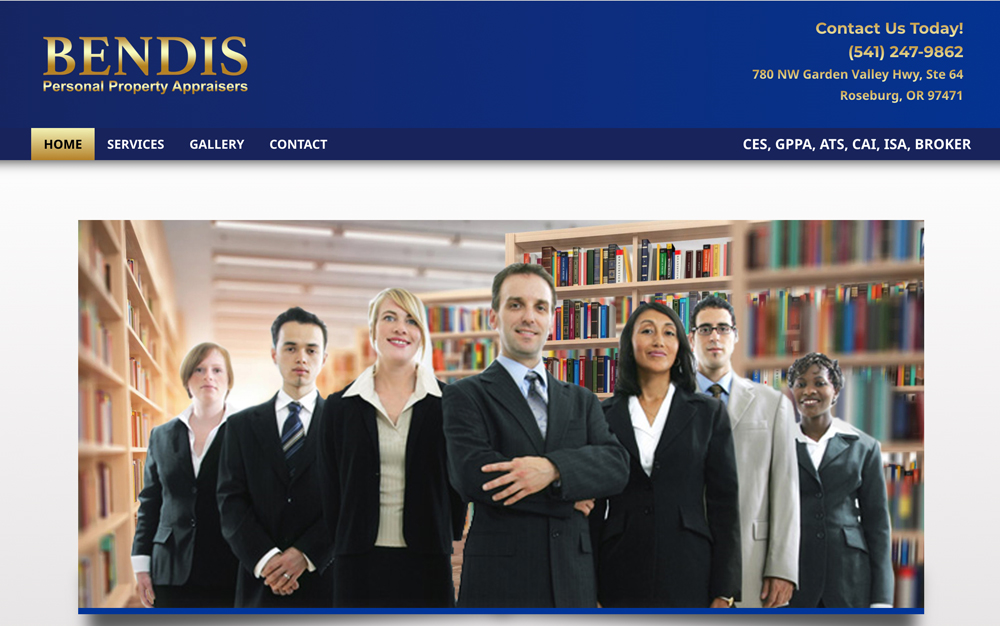 BENDIS
Personal Property Appraisers
Contact Us Today!
(541) 247-9862
780 NW Garden Valley Hwy, Ste 64
Roseburg, OR 97471
HOME SERVICES GALLERY CONTACT
CES, GPPA, ATS, CAI, ISA, BROKER